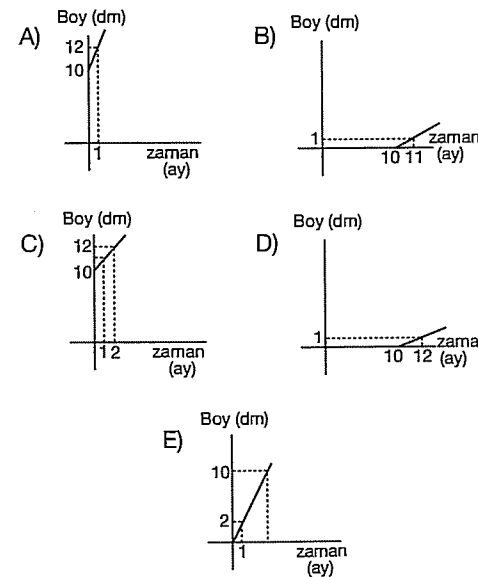 A)
Boy (dm)
12
10
1
zaman
(ay)
B)
Boy (dm)
1
10 11
zaman
(ay)
C)
Boy (dm)
12
10
1 2
zaman
(ay)
D)
Boy (dm)
1
10 12
zama
(ay)
E)
Boy (dm)
10
2
1
zaman
(ay)